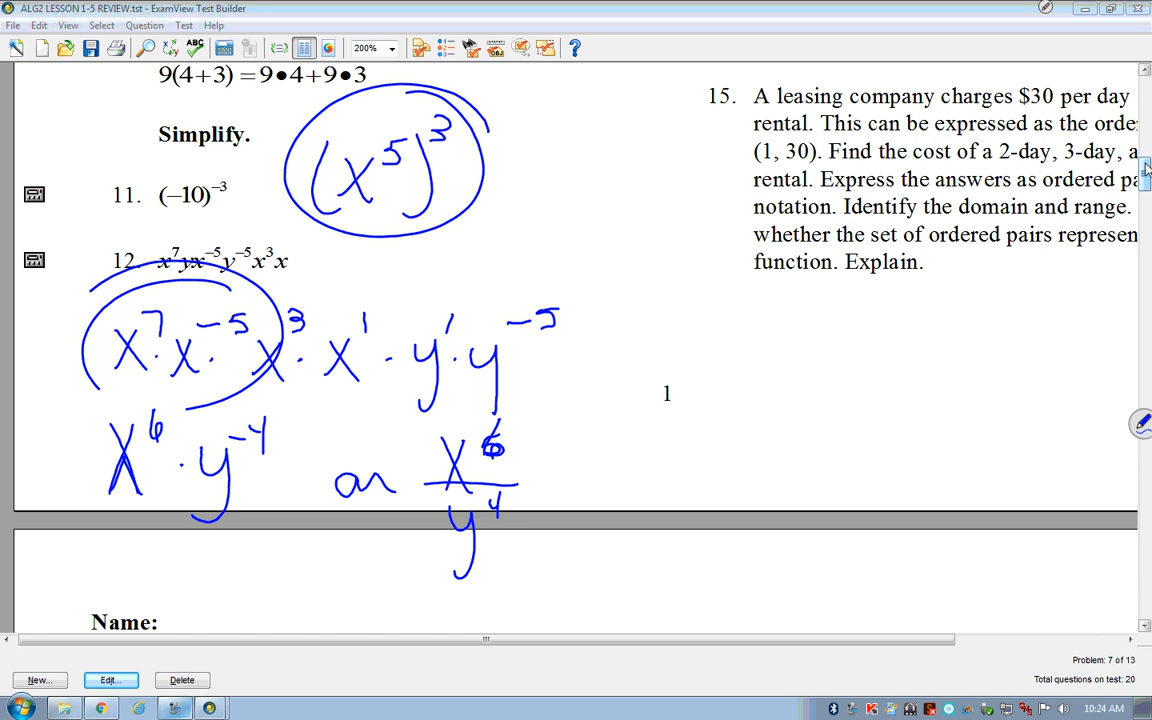 ALG2 LESSON 1-5 REVIEW.tst - ExamView Test Builder
File Edit View Select Question Test Help
ABC 200% OBJ ?
9(4+3) = 9•4+9•3
Simplify.
(x⁵)³
11. (−10)⁻³
12. x⁷yx⁻⁵y⁻⁵x³x
x⁷·x⁻⁵·x³·x¹·y¹·y⁻⁵
x⁶·y⁻⁴ or x⁶/y⁴
15. A leasing company charges $30 per day
rental. This can be expressed as the orde
(1, 30). Find the cost of a 2-day, 3-day, a
rental. Express the answers as ordered pa
notation. Identify the domain and range.
whether the set of ordered pairs represen
function. Explain.
1
Name:
Problem: 7 of 13
New... Edit... Delete
Total questions on test: 20
10:24 AM